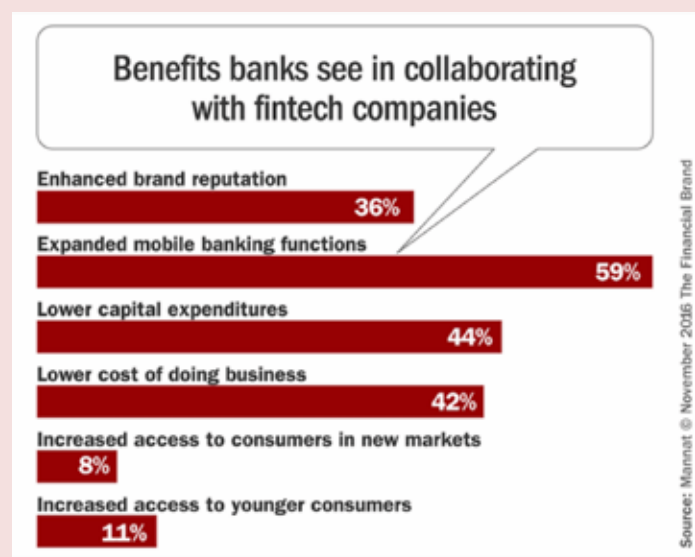 Benefits banks see in collaborating
with fintech companies
Enhanced brand reputation
36%
Expanded mobile banking functions
59%
Lower capital expenditures
44%
Lower cost of doing business
42%
Increased access to consumers in new markets
8%
Increased access to younger consumers
11%
Source: Mannat © November 2016 The Financial Brand